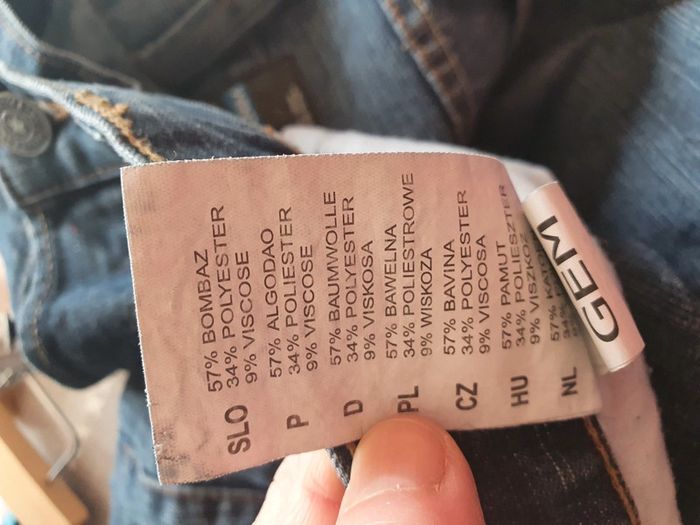 SLO
57% BOMBAZ
34% POLYESTER
9% VISCOSE
P
57% ALGODAO
34% POLIESTER
9% VISCOSE
D
57% BAUMWOLLE
34% POLYESTER
9% VISKOSA
PL
57% BAWELNA
34% POLIESTROWE
9% WISKOZA
CZ
57% BAVINA
34% POLYESTER
9% VISCOSA
HU
57% PAMUT
34% POLIESZTER
9%
NL
57%
34%
GEM